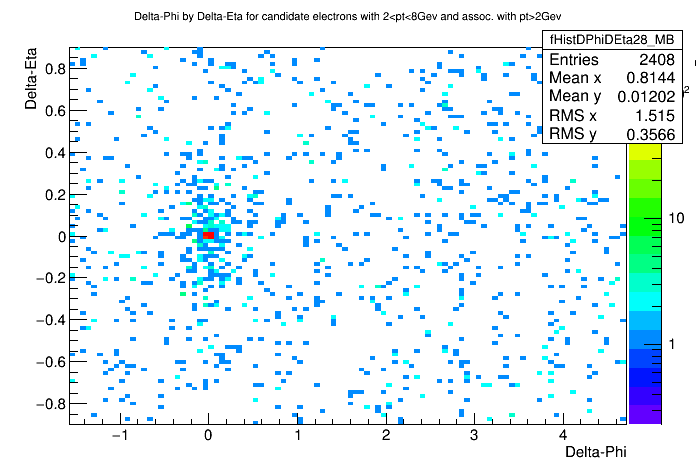 Delta-Phi by Delta-Eta for candidate electrons with 2<pt<8Gev and assoc. with pt>2Gev
fHistDPhiDEta28_MB
Entries 2408
Mean x 0.8144
Mean y 0.01202
RMS x 1.515
RMS y 0.3566
2
Delta-Eta
0.8
0.6
0.4
0.2
0
−0.2
−0.4
−0.6
−0.8
10
1
−1 0 1 2 3 4
Delta-Phi